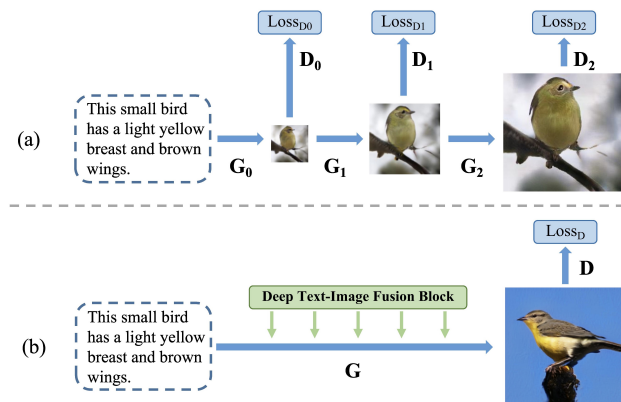 Loss_D0 Loss_D1 Loss_D2
D_0 D_1 D_2
This small bird
has a light yellow
breast and brown
wings.
(a)
G_0 G_1 G_2
Loss_D
D
Deep Text-Image Fusion Block
This small bird
has a light yellow
breast and brown
wings.
(b)
G